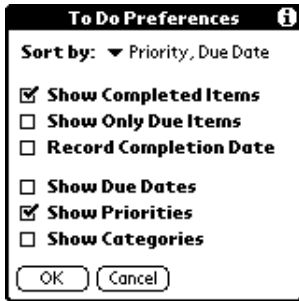 To Do Preferences i
Sort by: Priority, Due Date
Show Completed Items
Show Only Due Items
Record Completion Date
Show Due Dates
Show Priorities
Show Categories
OK Cancel